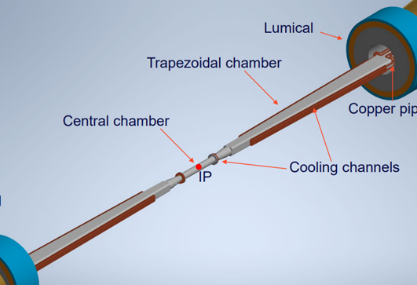 Lumical
Trapezoidal chamber
Copper pip
Central chamber
Cooling channels
IP